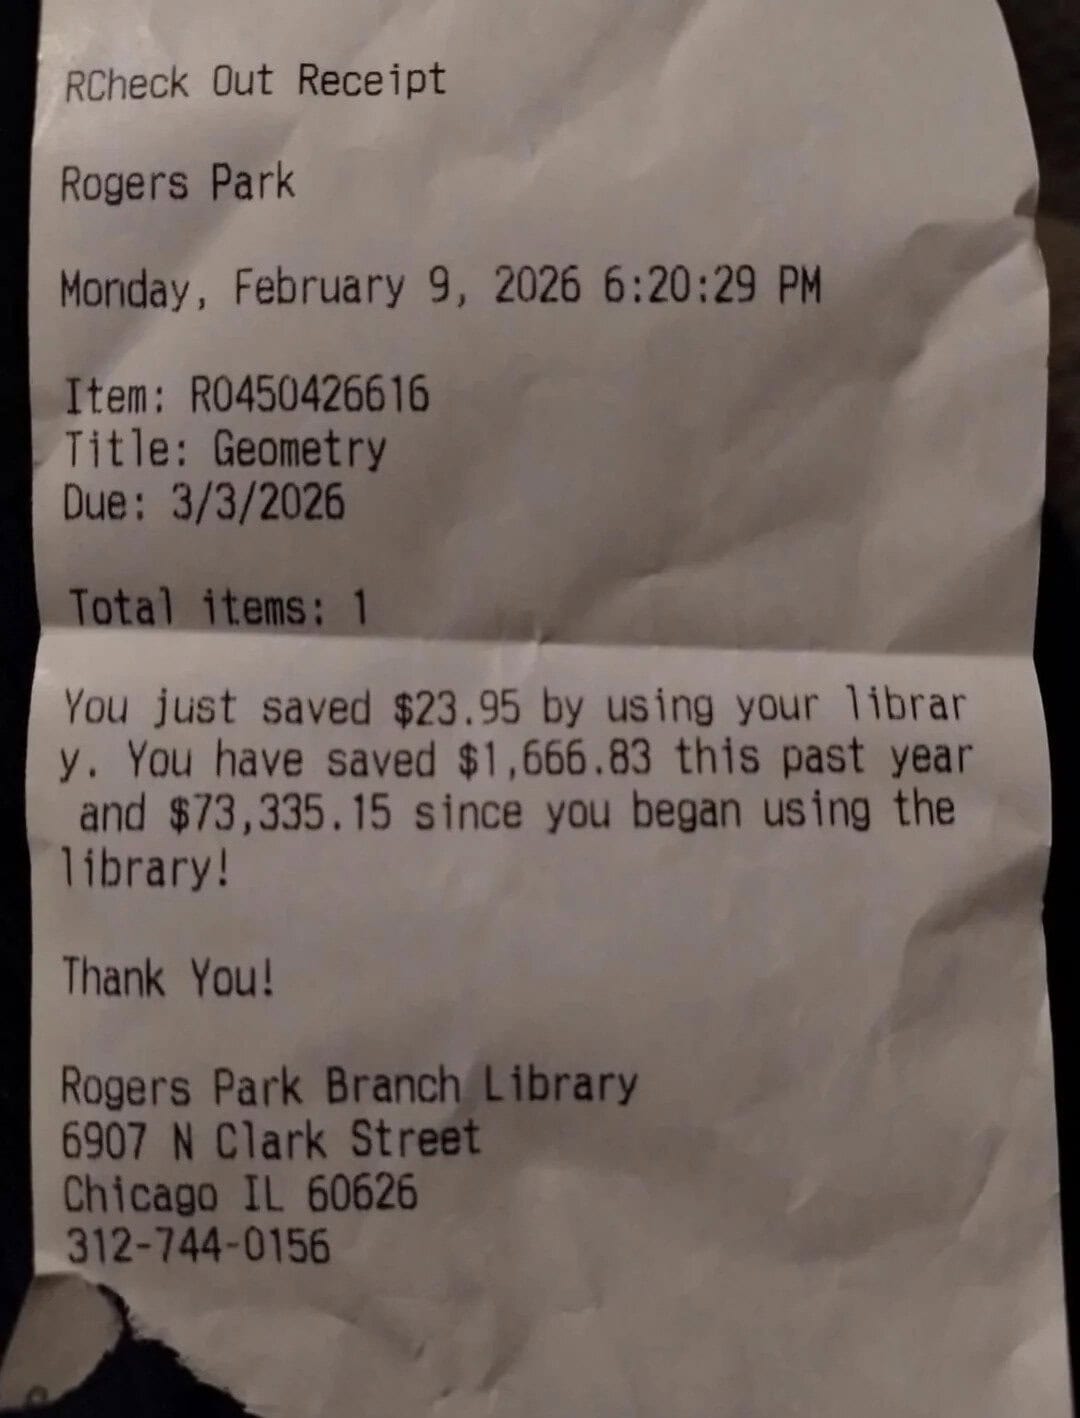 RCheck Out Receipt
Rogers Park
Monday, February 9, 2026 6:20:29 PM
Item: R0450426616
Title: Geometry
Due: 3/3/2026
Total items: 1
You just saved $23.95 by using your librar
y. You have saved $1,666.83 this past year
and $73,335.15 since you began using the
library!
Thank You!
Rogers Park Branch Library
6907 N Clark Street
Chicago IL 60626
312-744-0156